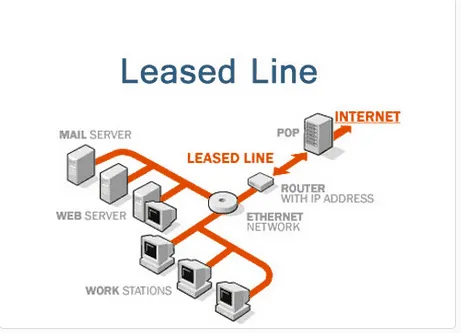 Leased Line
INTERNET
POP
MAIL SERVER
LEASED LINE
ROUTER
WITH IP ADDRESS
WEB SERVER
ETHERNET
NETWORK
WORK STATIONS